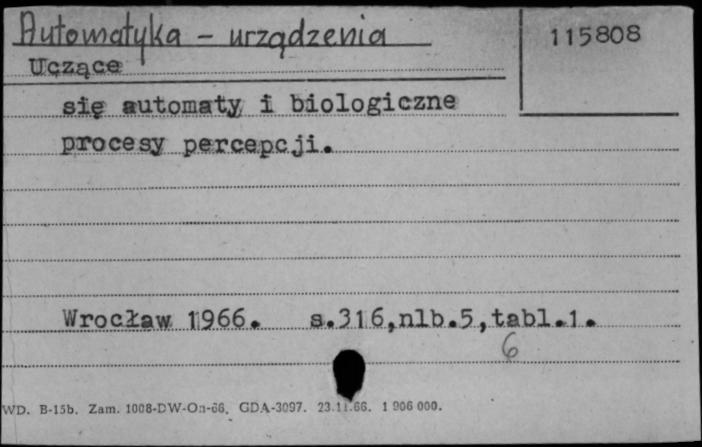 Automatyka - urządzenia
115808
Uczące
się automaty i biologiczne
procesy percepcji.
Wrocław 1966. s.316,nlb.5,tabl.1.
6
WD. B-15b. Zam. 1008-DW-On-66. GDA-3097. 23.11.66. 1 906 000.